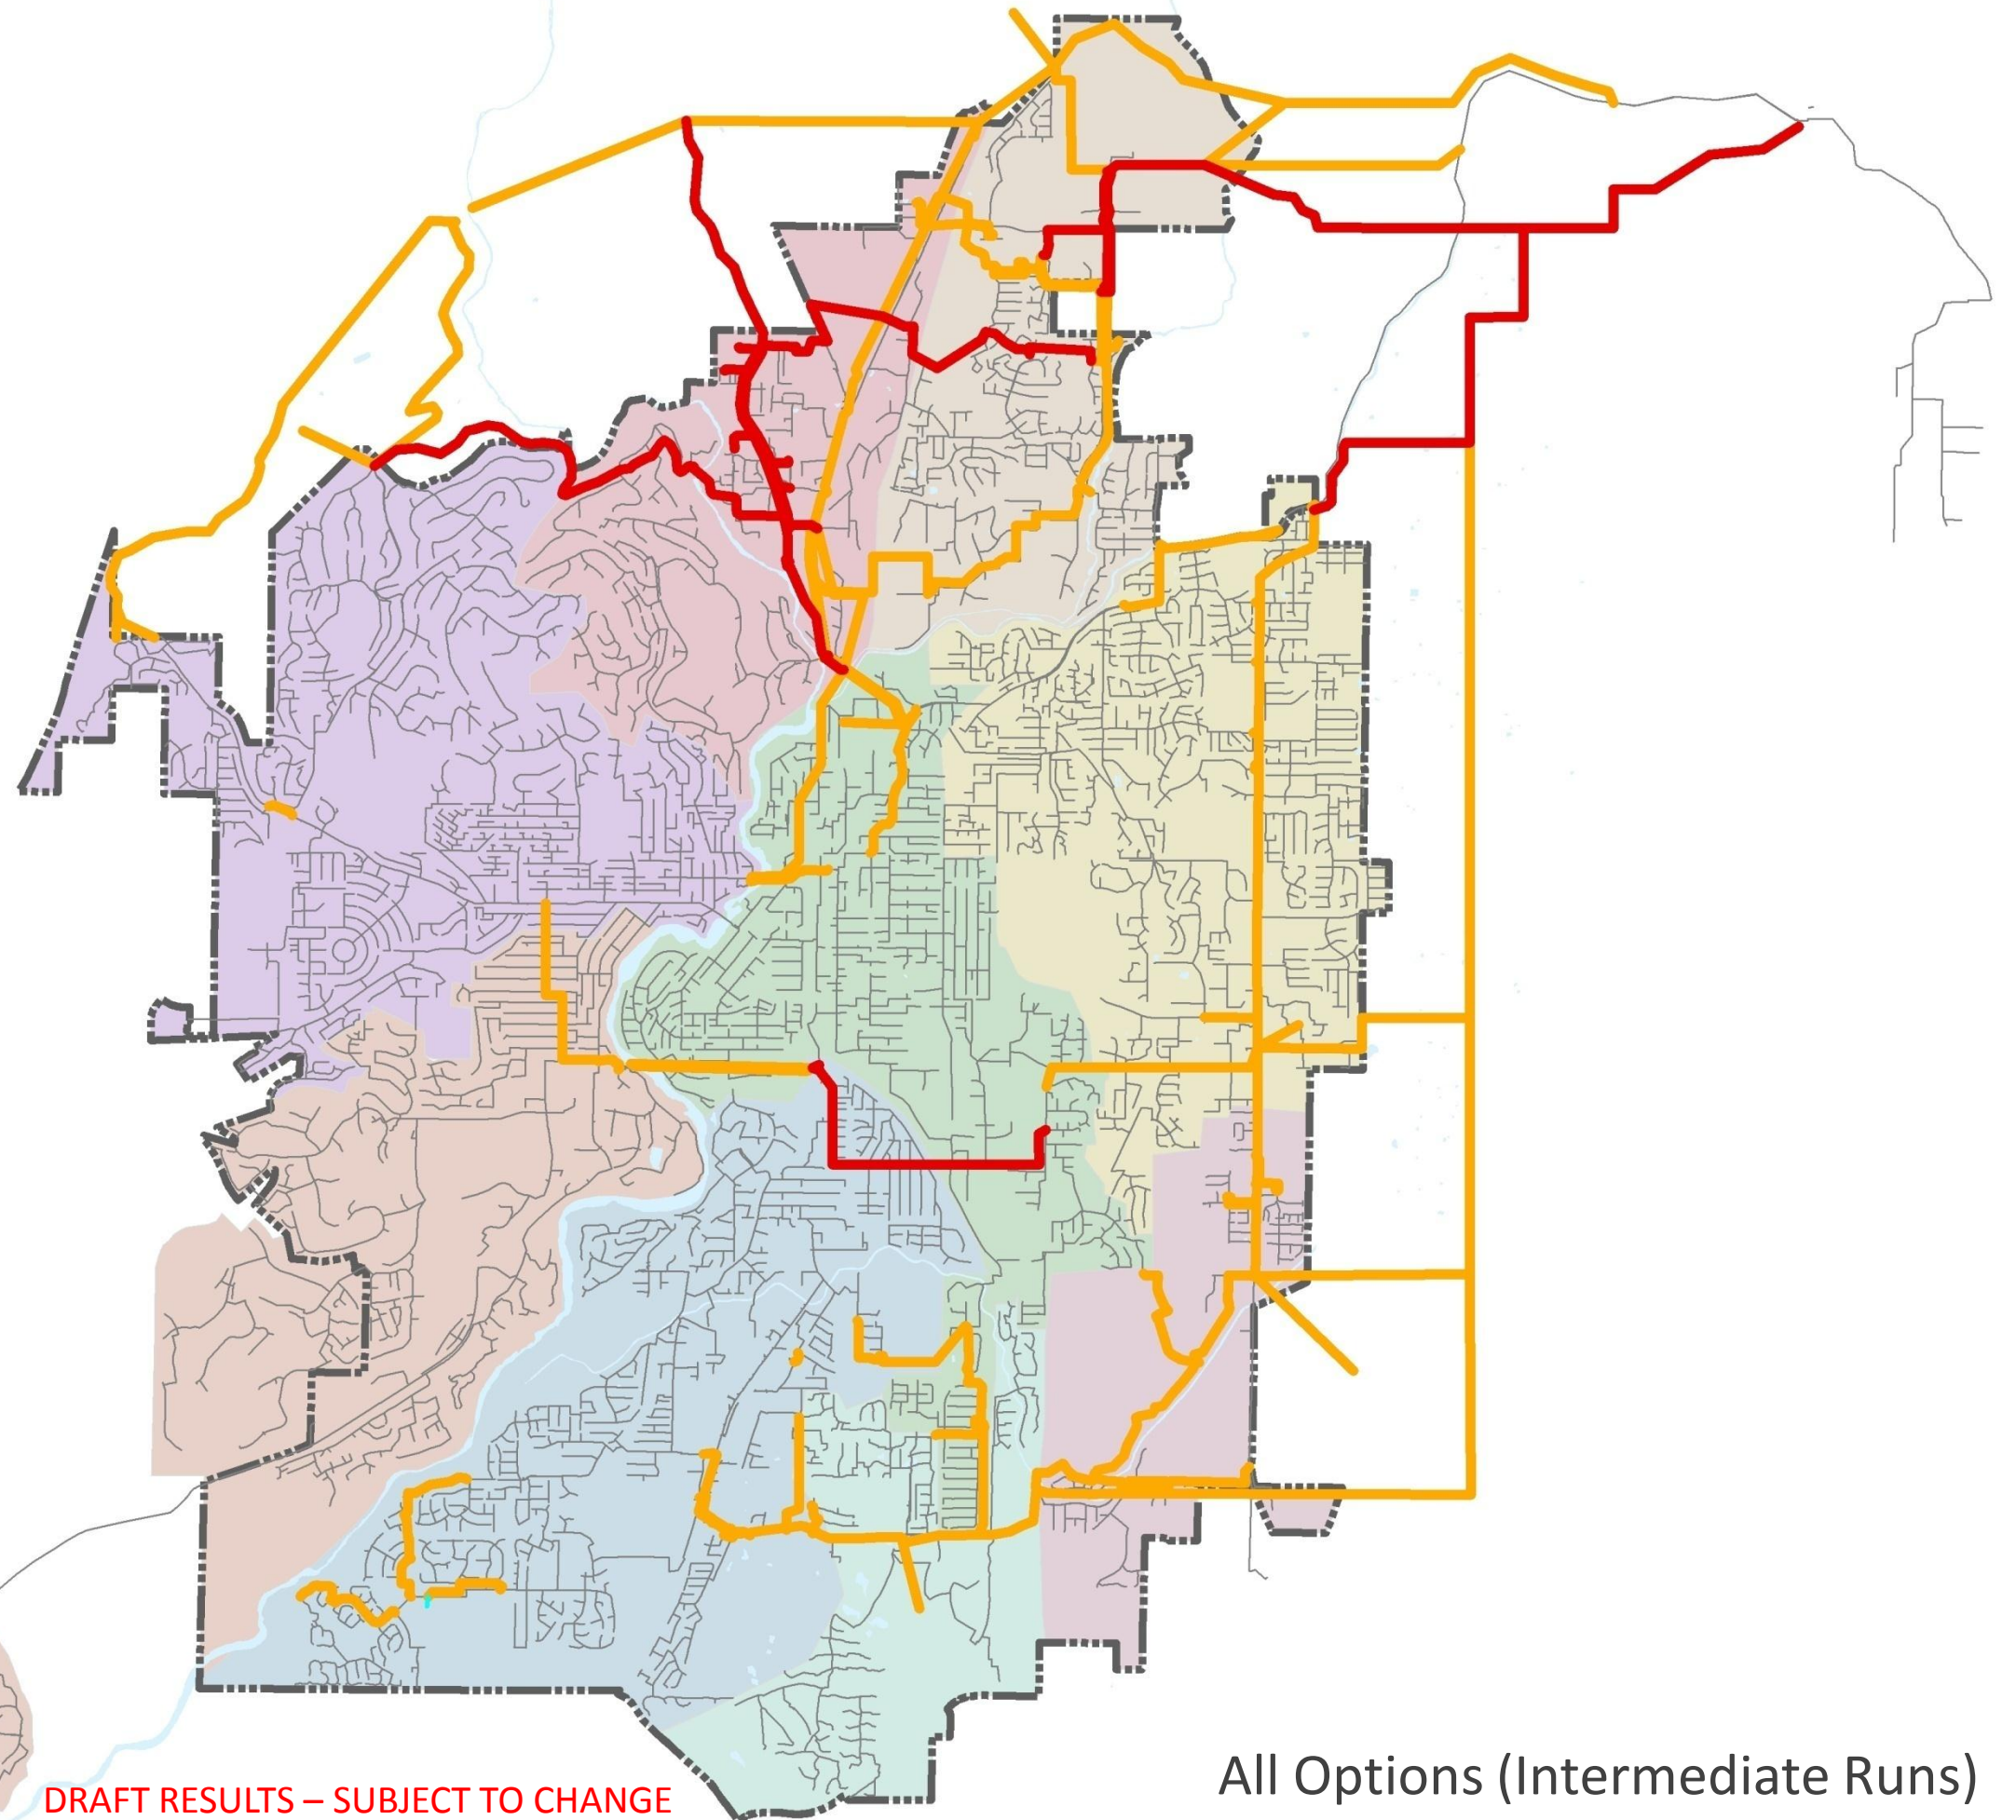 DRAFT RESULTS – SUBJECT TO CHANGE
All Options (Intermediate Runs)